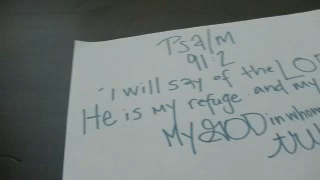 Psalm
91:2
"I will say of the LO
He is my refuge and my
My GOD in whom
tru